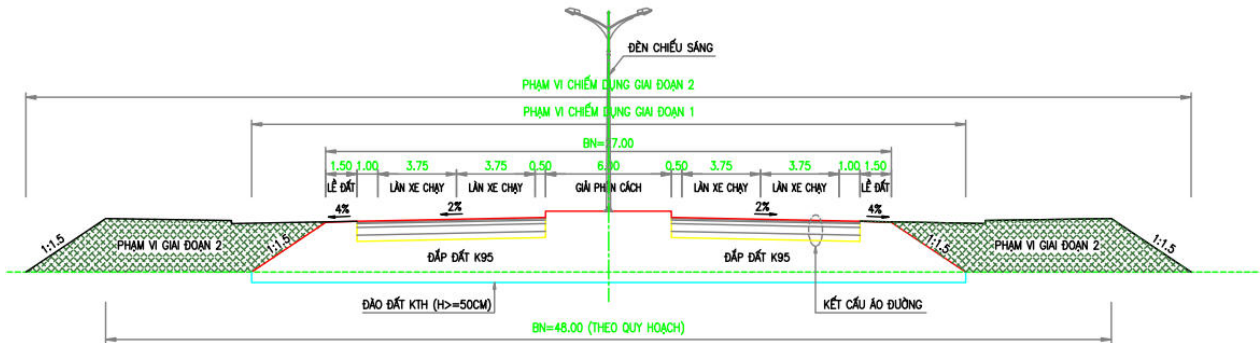 ĐÈN CHIẾU SÁNG
PHẠM VI CHIẾM DỤNG GIAI ĐOẠN 2
PHẠM VI CHIẾM DỤNG GIAI ĐOẠN 1
BN=27.00
1.50 1.00 3.75 3.75 0.50 6.00 0.50 3.75 3.75 1.00 1.50
LỀ ĐẤT LÀN XE CHẠY LÀN XE CHẠY GIẢI PHÂN CÁCH LÀN XE CHẠY LÀN XE CHẠY LỀ ĐẤT
4% 2% 2% 4%
1:1.5 PHẠM VI GIAI ĐOẠN 2 1:1.5 1:1.5 PHẠM VI GIAI ĐOẠN 2 1:1.5
ĐẮP ĐẤT K95 ĐẮP ĐẤT K95
ĐÀO ĐẤT KTH (H>=50CM) KẾT CẤU ÁO ĐƯỜNG
BN=48.00 (THEO QUY HOẠCH)